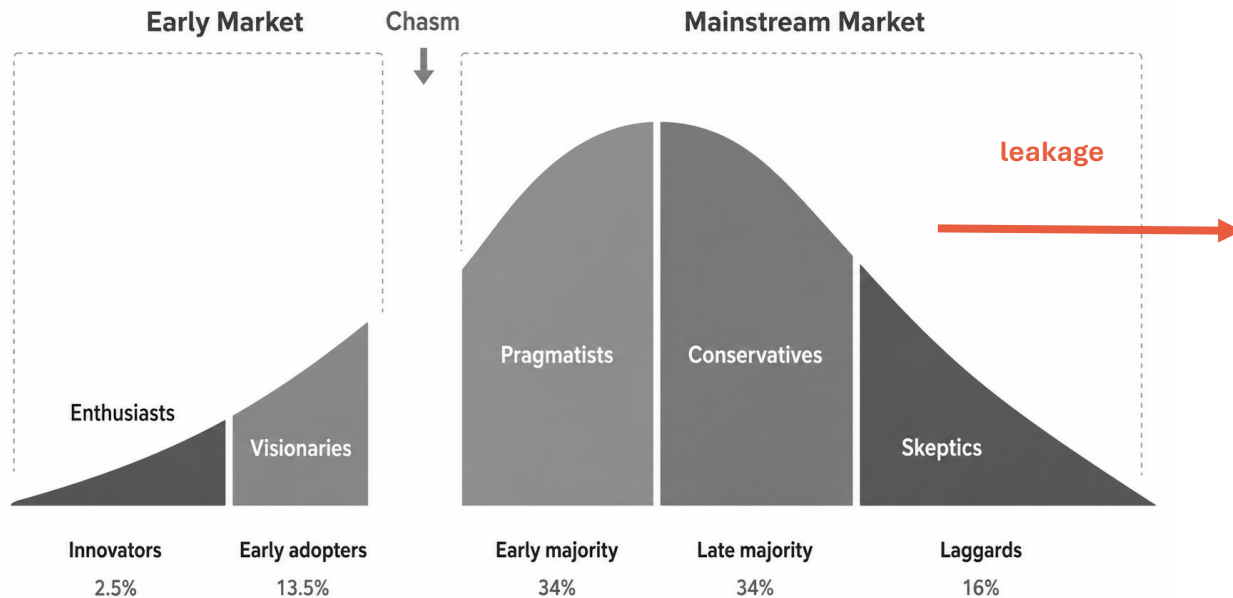 Early Market
Chasm
Mainstream Market
leakage
Enthusiasts
Visionaries
Pragmatists
Conservatives
Skeptics
Innovators
Early adopters
Early majority
Late majority
Laggards
2.5%
13.5%
34%
34%
16%